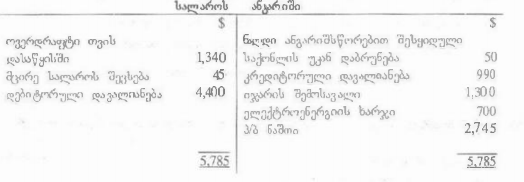 სალაროს ანგარიში
$ $
ოვერდრაფტი თვის ნაღდი ანგარიშსწორებით შესყიდული
დასაწყისში 1,340 საქონლის უკან დაბრუნება 50
მცირე სალაროს შევსება 45 კრედიტორული დავალიანება 990
დებიტორული დავალიანება 4,400 იჯარის შემოსავალი 1,300
ელექტროენერგიის ხარჯი 700
პ/ბ ნაშთი 2,745
5,785 5,785